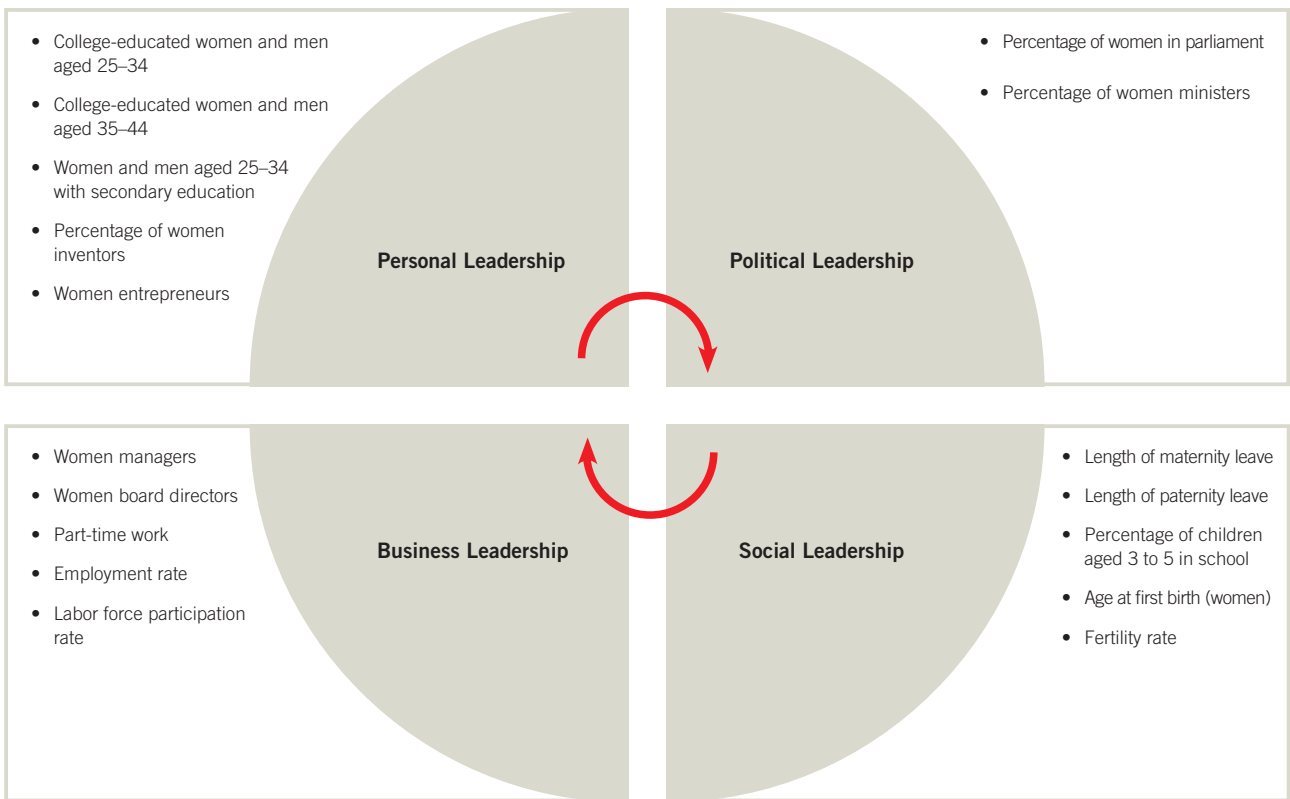 • College-educated women and men
aged 25–34
• College-educated women and men
aged 35–44
• Women and men aged 25–34
with secondary education
• Percentage of women
inventors
• Women entrepreneurs
Personal Leadership
• Percentage of women in parliament
• Percentage of women ministers
Political Leadership
• Women managers
• Women board directors
• Part-time work
• Employment rate
• Labor force participation
rate
Business Leadership
• Length of maternity leave
• Length of paternity leave
• Percentage of children
aged 3 to 5 in school
• Age at first birth (women)
• Fertility rate
Social Leadership